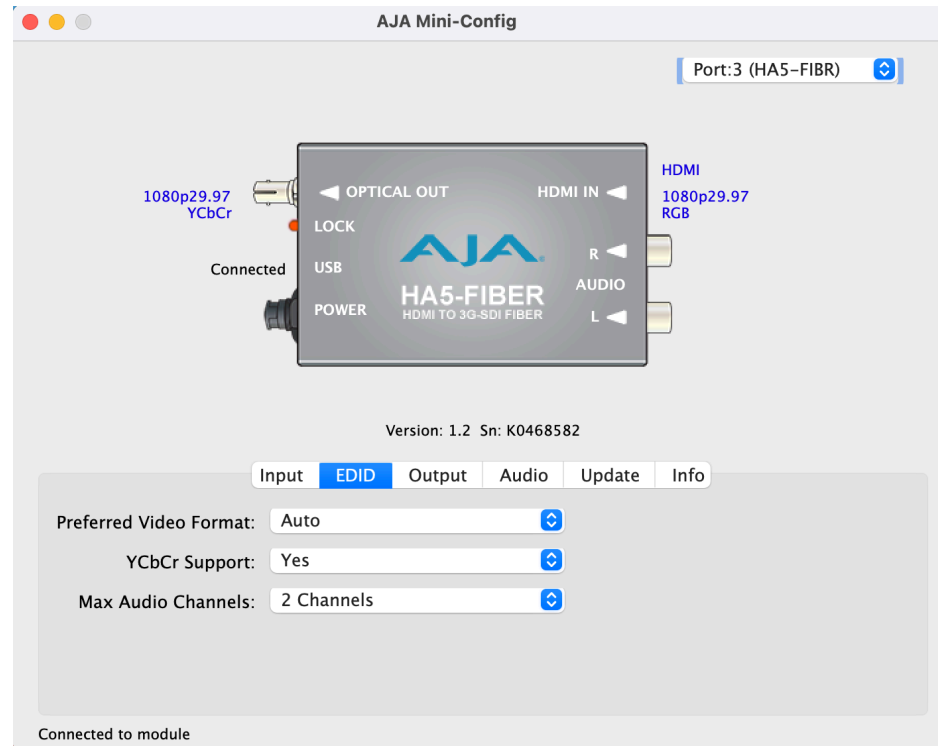 AJA Mini-Config
Port:3 (HA5-FIBR)
HDMI
1080p29.97
YCbCr
OPTICAL OUT
HDMI IN
1080p29.97
RGB
LOCK
R
Connected
USB
AJA
AUDIO
POWER
HA5-FIBER
HDMI TO 3G-SDI FIBER
L
Version: 1.2 Sn: K0468582
Input EDID Output Audio Update Info
Preferred Video Format: Auto
YCbCr Support: Yes
Max Audio Channels: 2 Channels
Connected to module